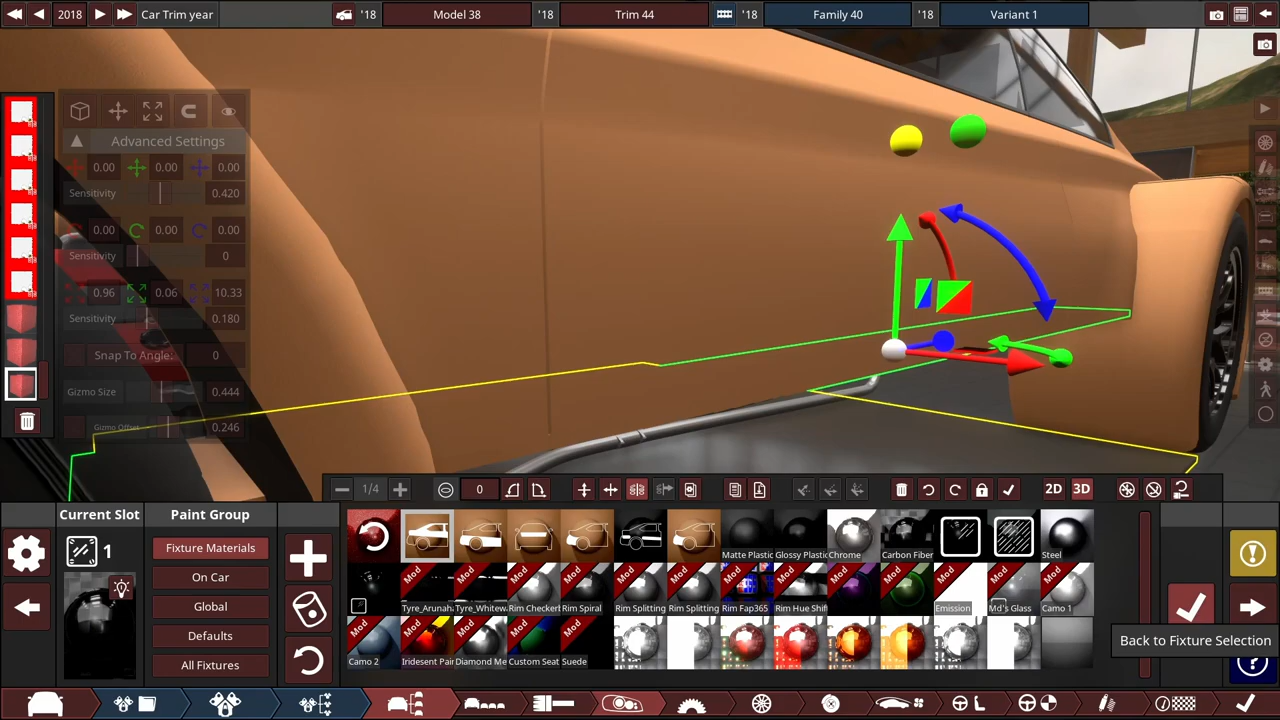 2018 Car Trim year '18 Model 38 '18 Trim 44 '18 Family 40 '18 Variant 1
Advanced Settings
0.00 0.00 0.00
Sensitivity 0.420
0.00 0.00 0.00
Sensitivity 0
0.96 0.06 10.33
Sensitivity 0.180
Snap To Angle: 0
Gizmo Size 0.444
Gizmo Offset 0.246
1/4 0 2D 3D
Current Slot
1
Paint Group
Fixture Materials
On Car
Global
Defaults
All Fixtures
Matte Plastic Glossy Plastic Chrome Carbon Fiber Steel
Mod Mod Mod Mod Mod Mod Mod Mod Mod Mod Mod Mod
Tyre_Arunah Tyre_Whitew Rim Checkerl Rim Spiral Rim Splitting Rim Splitting Rim Fap365 Rim Hue Shif Emission Md's Glass Camo 1
Mod Mod Mod Mod Mod
Camo 2 Iridesent Pai Diamond Me Custom Seat Suede
Back to Fixture Selection